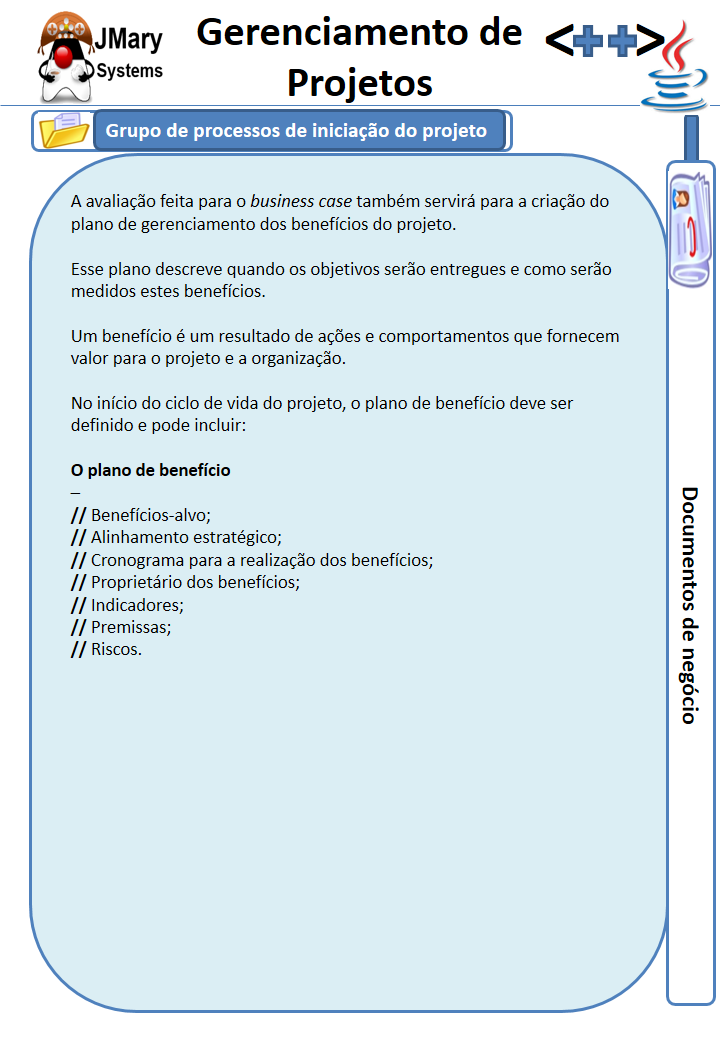 JMary
Systems
Gerenciamento de
Projetos
<++>
Grupo de processos de iniciação do projeto
A avaliação feita para o business case também servirá para a criação do
plano de gerenciamento dos benefícios do projeto.
Esse plano descreve quando os objetivos serão entregues e como serão
medidos estes benefícios.
Um benefício é um resultado de ações e comportamentos que fornecem
valor para o projeto e a organização.
No início do ciclo de vida do projeto, o plano de benefício deve ser
definido e pode incluir:
O plano de benefício
–
// Benefícios-alvo;
// Alinhamento estratégico;
// Cronograma para a realização dos benefícios;
// Proprietário dos benefícios;
// Indicadores;
// Premissas;
// Riscos.
Documentos de negócio